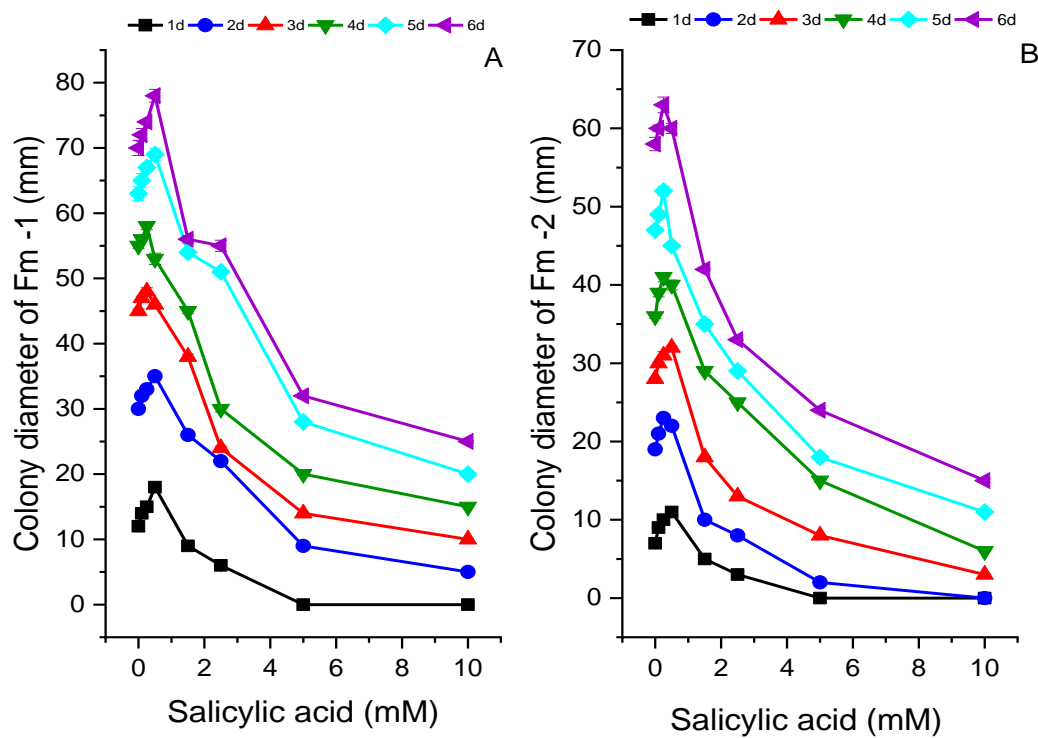 1d 2d 3d 4d 5d 6d
A
Colony diameter of Fm -1 (mm)
80
70
60
50
40
30
20
10
0
0 2 4 6 8 10
Salicylic acid (mM)
1d 2d 3d 4d 5d 6d
B
Colony diameter of Fm -2 (mm)
70
60
50
40
30
20
10
0
0 2 4 6 8 10
Salicylic acid (mM)